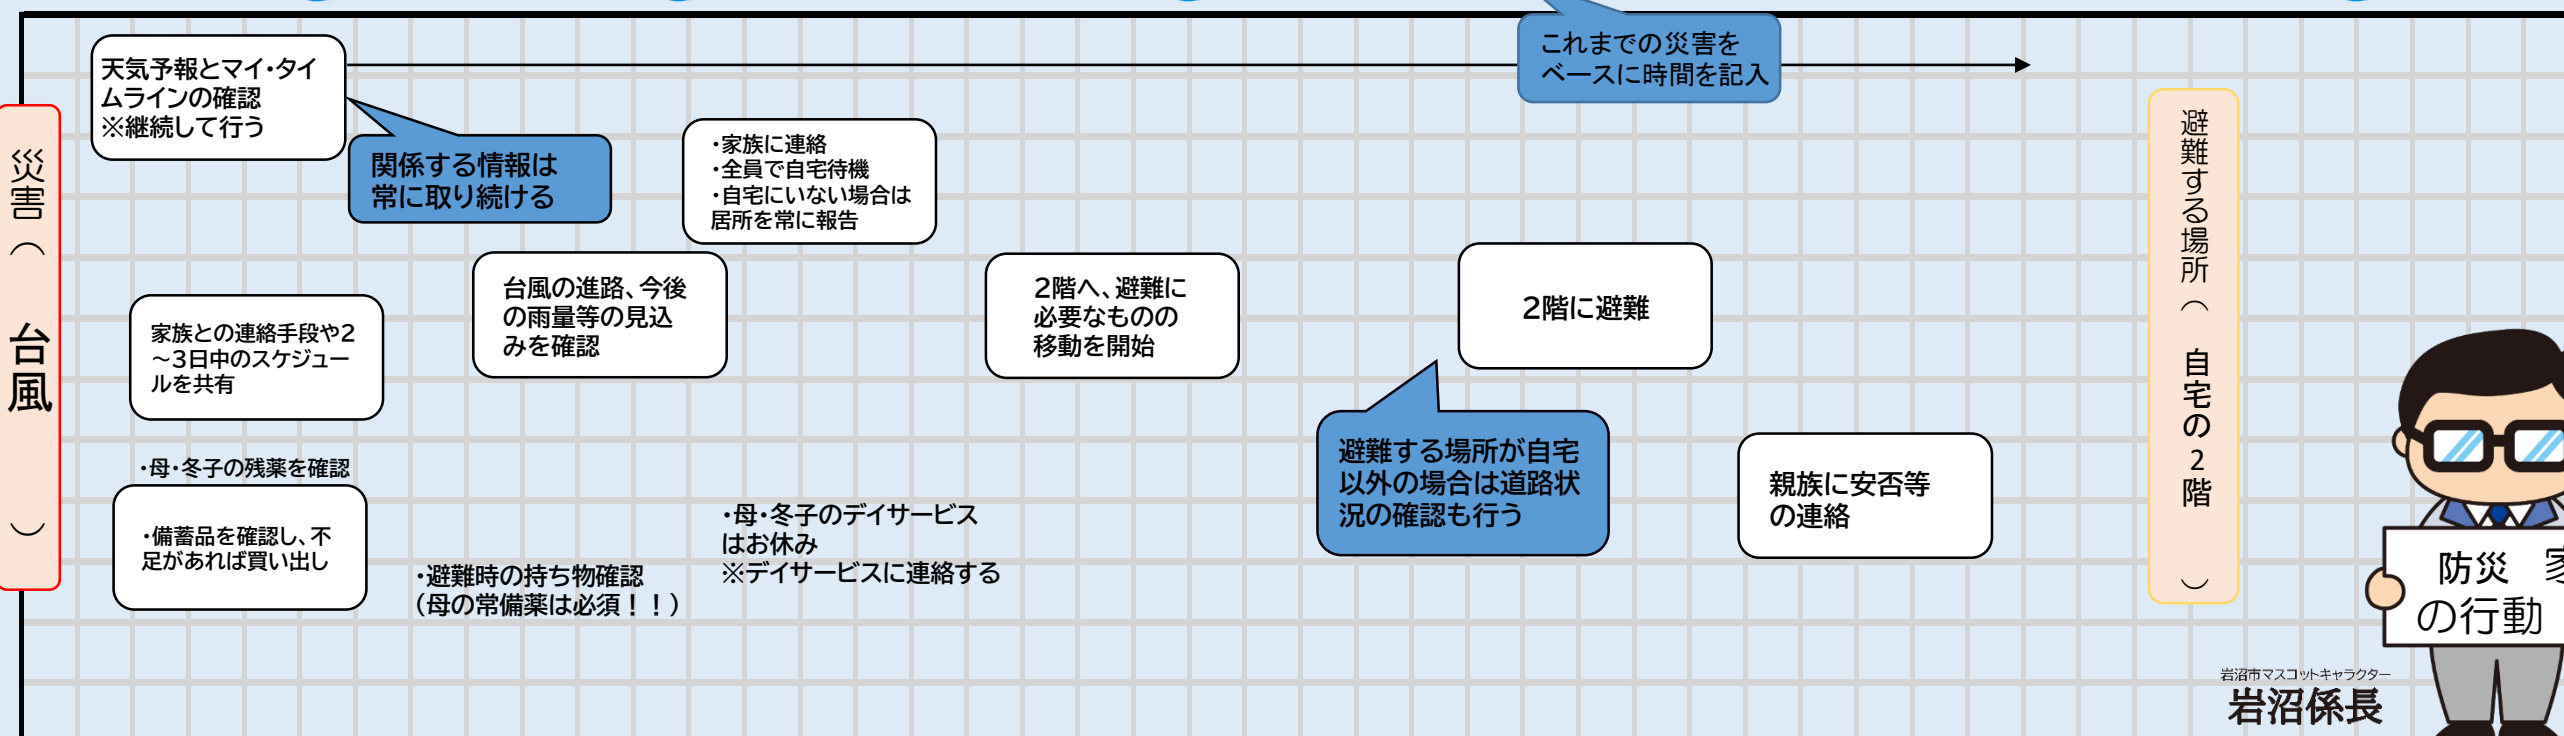 これまでの災害を
ベースに時間を記入
天気予報とマイ・タイ
ムラインの確認
※継続して行う
関係する情報は
常に取り続ける
・家族に連絡
・全員で自宅待機
・自宅にいない場合は
居所を常に報告
災害（　台風　）
台風の進路、今後
の雨量等の見込
みを確認
2階へ、避難に
必要なものの
移動を開始
2階に避難
家族との連絡手段や2
～3日中のスケジュー
ルを共有
避難する場所が自宅
以外の場合は道路状
況の確認も行う
親族に安否等
の連絡
・母・冬子の残薬を確認
・備蓄品を確認し、不
足があれば買い出し
・避難時の持ち物確認
（母の常備薬は必須！！）
・母・冬子のデイサービス
はお休み
※デイサービスに連絡する
避難する場所（　自宅の2階　）
防災　家
の行動
岩沼市マスコットキャラクター
岩沼係長